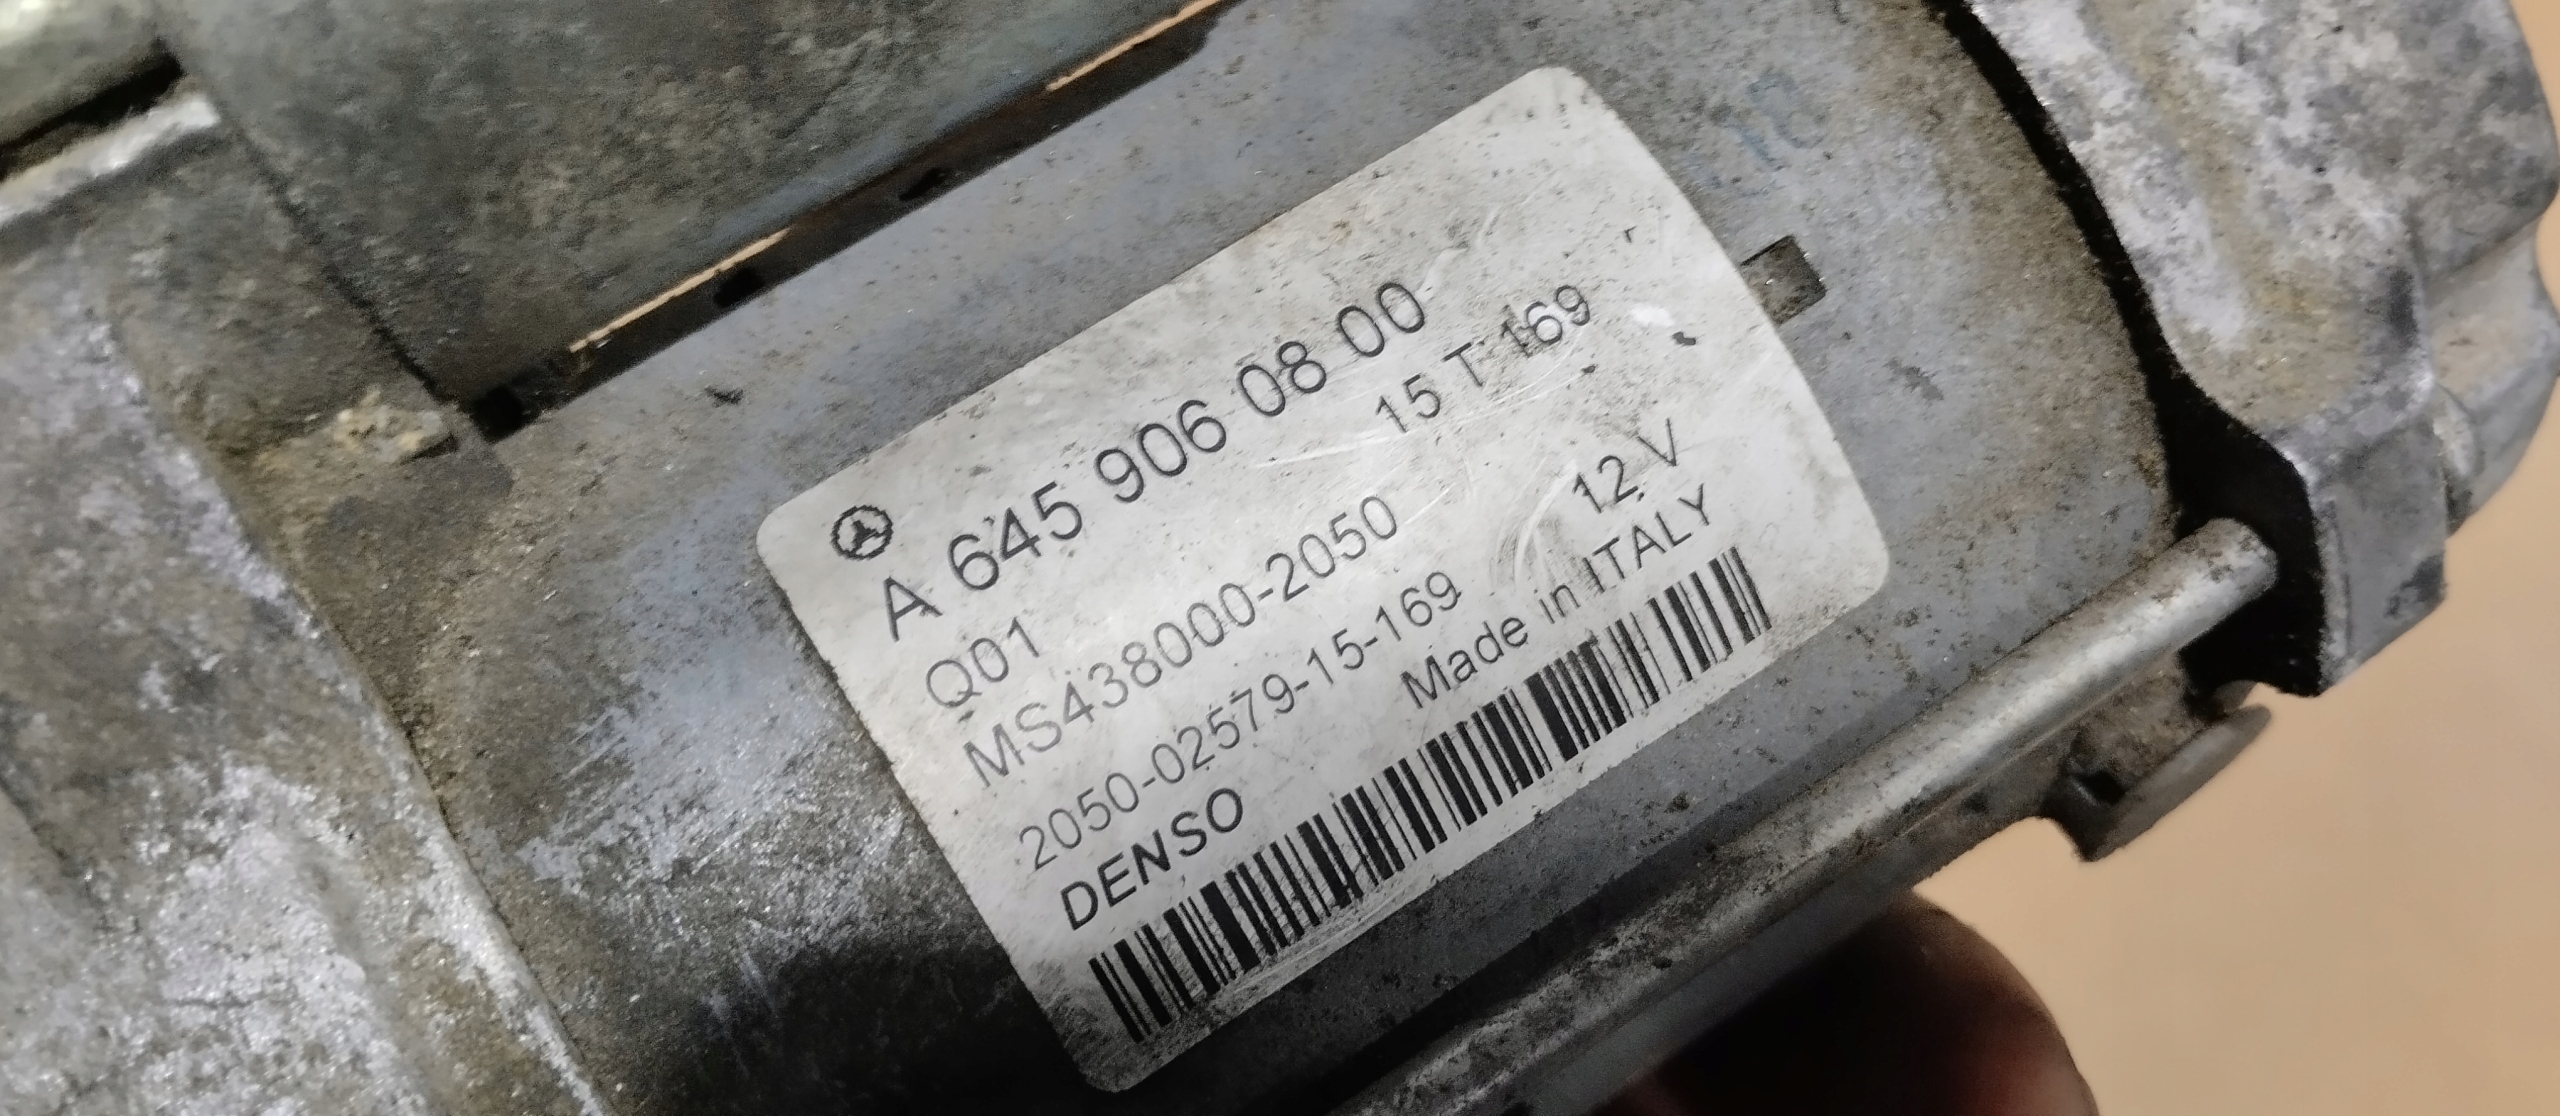 A 645 906 08 00
Q01 15 T 169
MS438000-2050 12 V
2050-02579-15-169
DENSO Made in ITALY